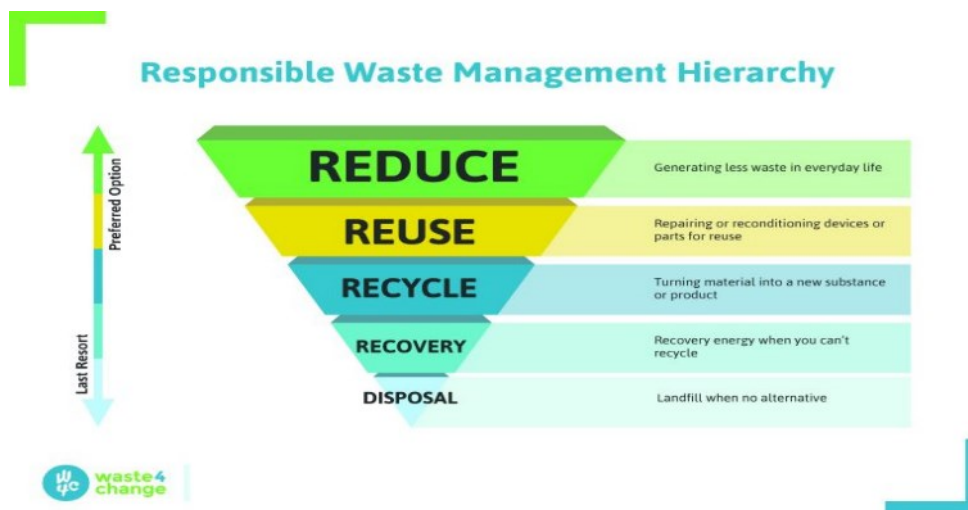 Responsible Waste Management Hierarchy
Preferred Option
Last Resort
REDUCE
Generating less waste in everyday life
REUSE
Repairing or reconditioning devices or
parts for reuse
RECYCLE
Turning material into a new substance
or product
RECOVERY
Recovery energy when you can't
recycle
DISPOSAL
Landfill when no alternative
w4c
waste4
change